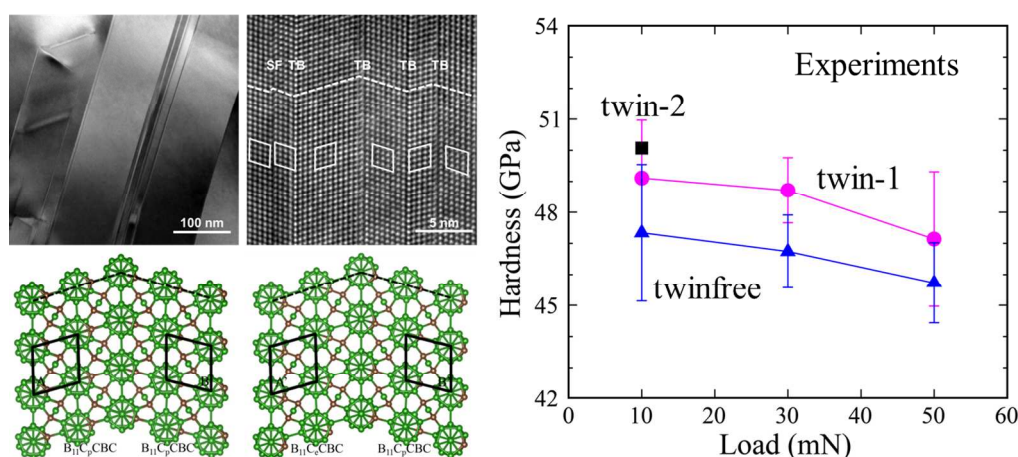 100 nm
SF TB TB TB TB
5 nm
A B
B₁₁CₚCBC B₁₁CₚCBC
A B
B₁₁CₑCBC B₁₁CₚCBC
Experiments
twin-2
twin-1
twinfree
Hardness (GPa)
54
51
48
45
42
0 10 20 30 40 50 60
Load (mN)